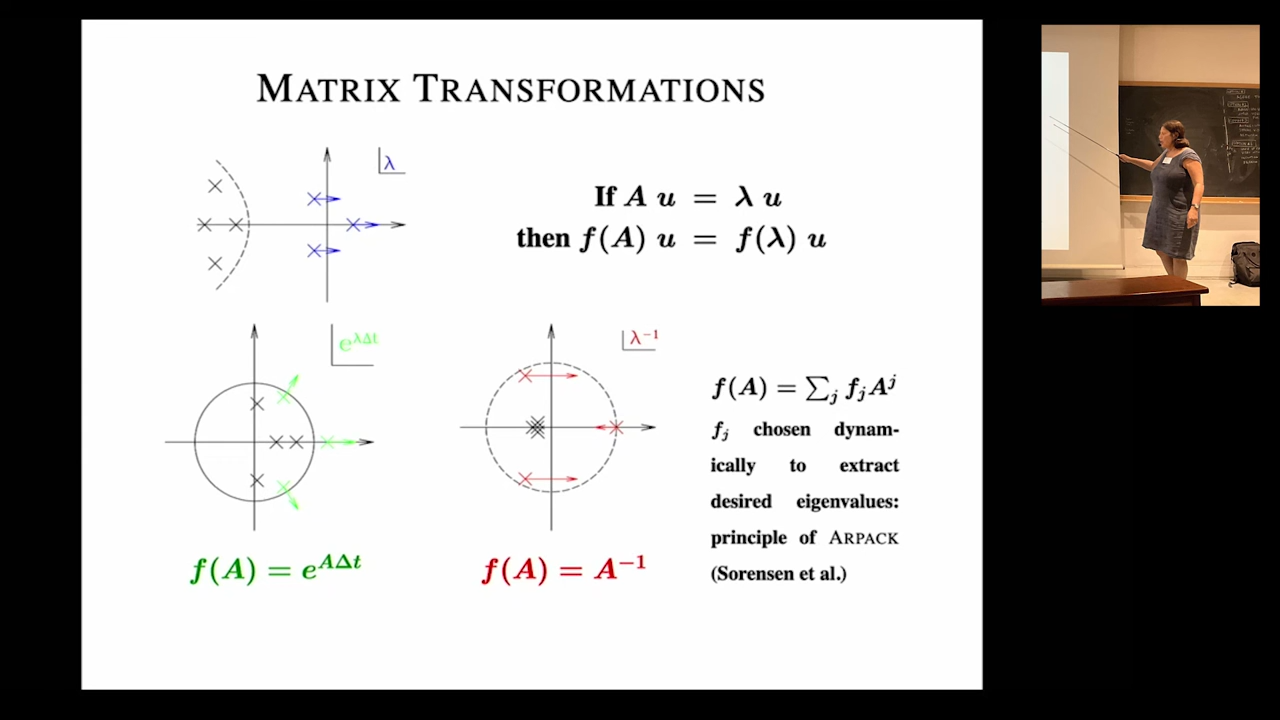 MATRIX TRANSFORMATIONS
λ
If A u = λ u
then f(A) u = f(λ) u
e^{λΔt}
λ^{-1}
f(A) = e^{AΔt}
f(A) = A^{-1}
f(A) = ∑_j f_j A^j
f_j chosen dynam-
ically to extract
desired eigenvalues:
principle of ARPACK
(Sorensen et al.)